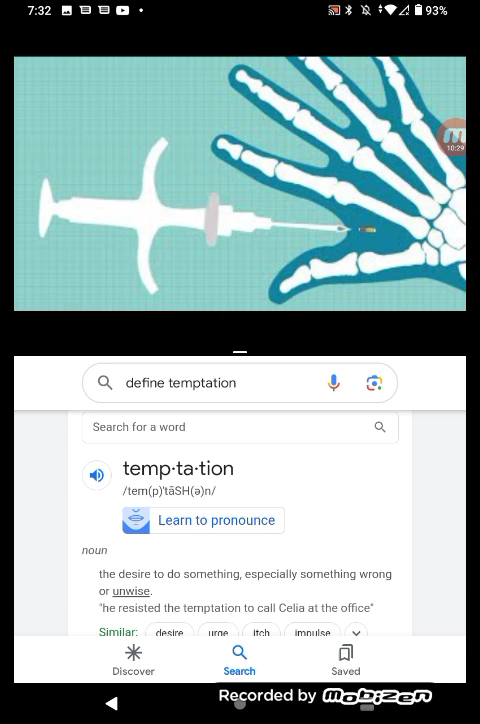 7:32
93%
10:29
define temptation
Search for a word
temp·ta·tion
/tem(p)ˈtāSH(ə)n/
Learn to pronounce
noun
the desire to do something, especially something wrong
or unwise.
"he resisted the temptation to call Celia at the office"
Similar: desire urge itch impulse
Discover Search Saved
Recorded by Mobizen